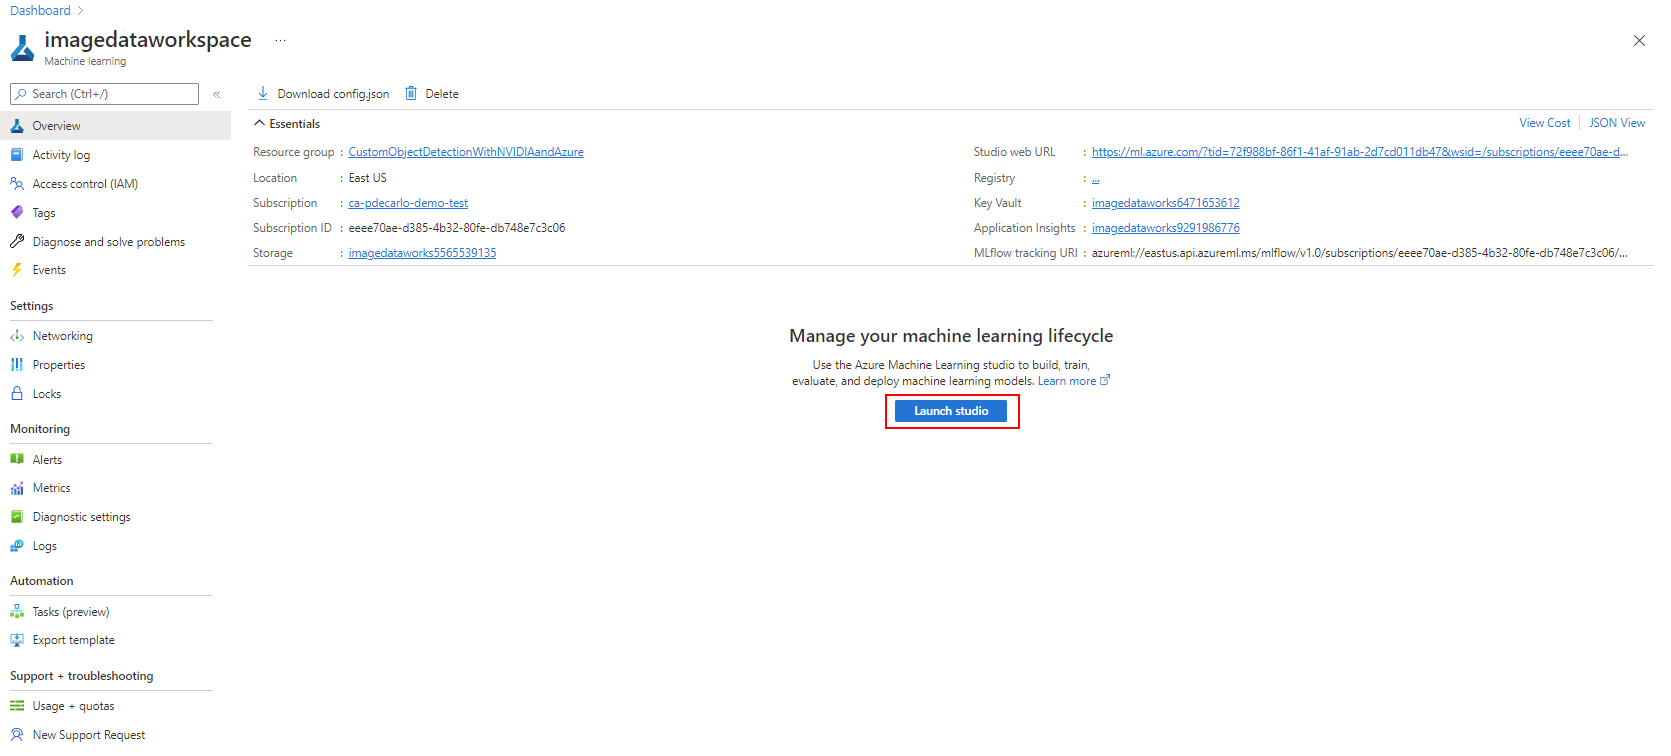 Dashboard >
imagedataworkspace ...
Machine learning
Search (Ctrl+/) «
Download config.json Delete
Overview
Activity log
Access control (IAM)
Tags
Diagnose and solve problems
Events
Settings
Networking
Properties
Locks
Monitoring
Alerts
Metrics
Diagnostic settings
Logs
Automation
Tasks (preview)
Export template
Support + troubleshooting
Usage + quotas
New Support Request
Essentials
View Cost JSON View
Resource group : CustomObjectDetectionWithNVIDIAandAzure
Location : East US
Subscription : ca-pdecarlo-demo-test
Subscription ID : eeee70ae-d385-4b32-80fe-db748e7c3c06
Storage : imagedataworks5565539135
Studio web URL : https://ml.azure.com/?tid=72f988bf-86f1-41af-91ab-2d7cd011db47&wsid=/subscriptions/eeee70ae-d...
Registry : ...
Key Vault : imagedataworks6471653612
Application Insights : imagedataworks9291986776
MLflow tracking URI : azureml://eastus.api.azureml.ms/mlflow/v1.0/subscriptions/eeee70ae-d385-4b32-80fe-db748e7c3c06/...
Manage your machine learning lifecycle
Use the Azure Machine Learning studio to build, train,
evaluate, and deploy machine learning models. Learn more
Launch studio